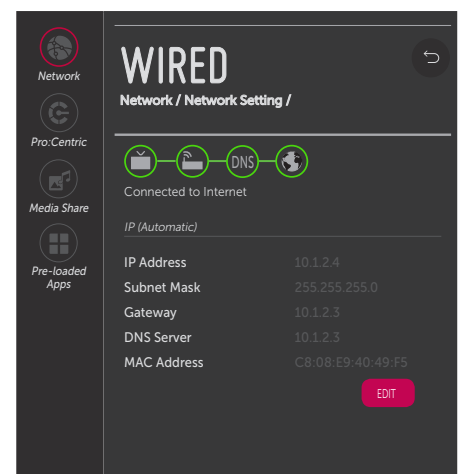 Network
Pro:Centric
Media Share
Pre-loaded
Apps
WIRED
Network / Network Setting /
DNS
Connected to Internet
IP (Automatic)
IP Address 10.1.2.4
Subnet Mask 255.255.255.0
Gateway 10.1.2.3
DNS Server 10.1.2.3
MAC Address C8:08:E9:40:49:F5
EDIT